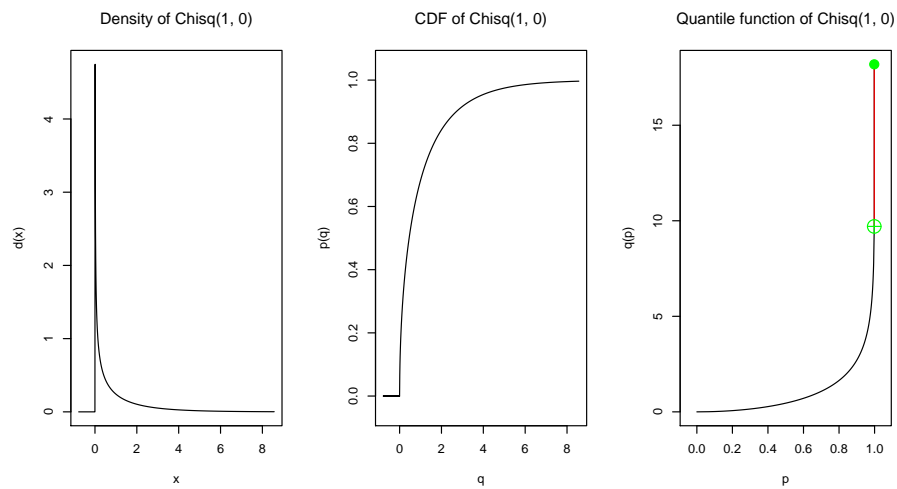 Density of Chisq(1, 0)
d(x)
4
3
2
1
0
0 2 4 6 8
x
CDF of Chisq(1, 0)
p(q)
1.0
0.8
0.6
0.4
0.2
0.0
0 2 4 6 8
q
Quantile function of Chisq(1, 0)
q(p)
15
10
5
0
0.0 0.2 0.4 0.6 0.8 1.0
p